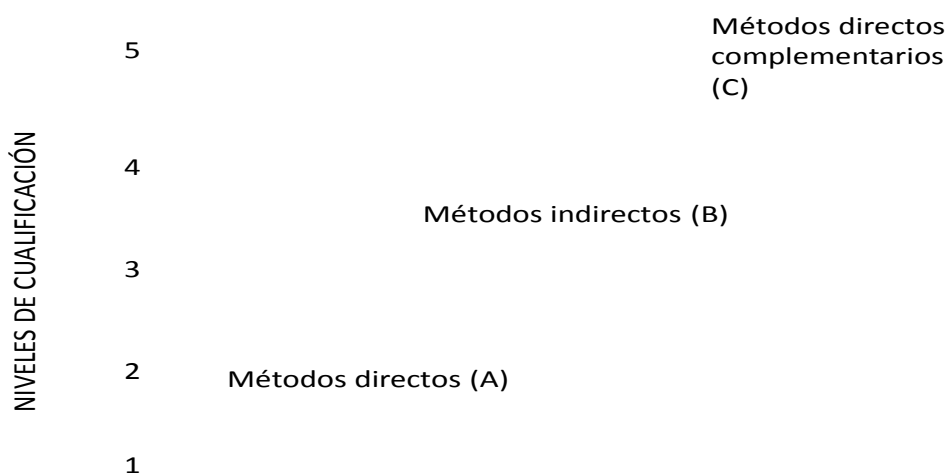 Métodos directos
complementarios
(C)
5
4
Métodos indirectos (B)
3
2
Métodos directos (A)
1
NIVELES DE CUALIFICACIÓN